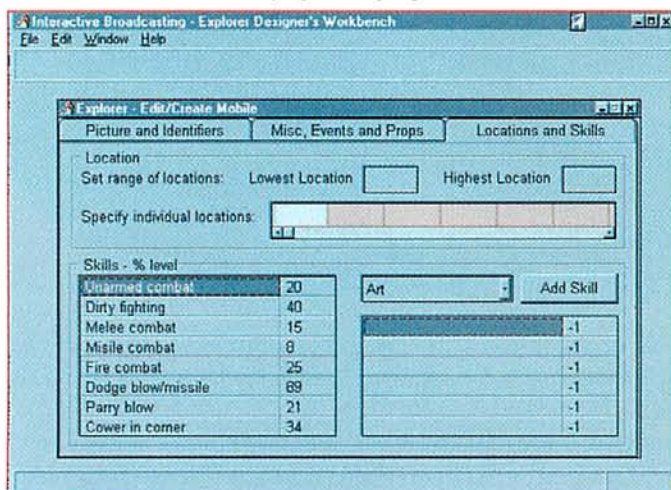 Interactive Broadcasting - Explorer Designer's Workbench
File Edit Window Help
Explorer - Edit/Create Mobile
Picture and Identifiers Misc, Events and Props Locations and Skills
Location
Set range of locations: Lowest Location Highest Location
Specify individual locations:
Skills - % level
Unarmed combat 20
Dirty fighting 40
Melee combat 15
Misile combat 8
Fire combat 25
Dodge blow/missile 69
Parry blow 21
Cower in corner 34
Art Add Skill
-1
-1
-1
-1
-1
-1